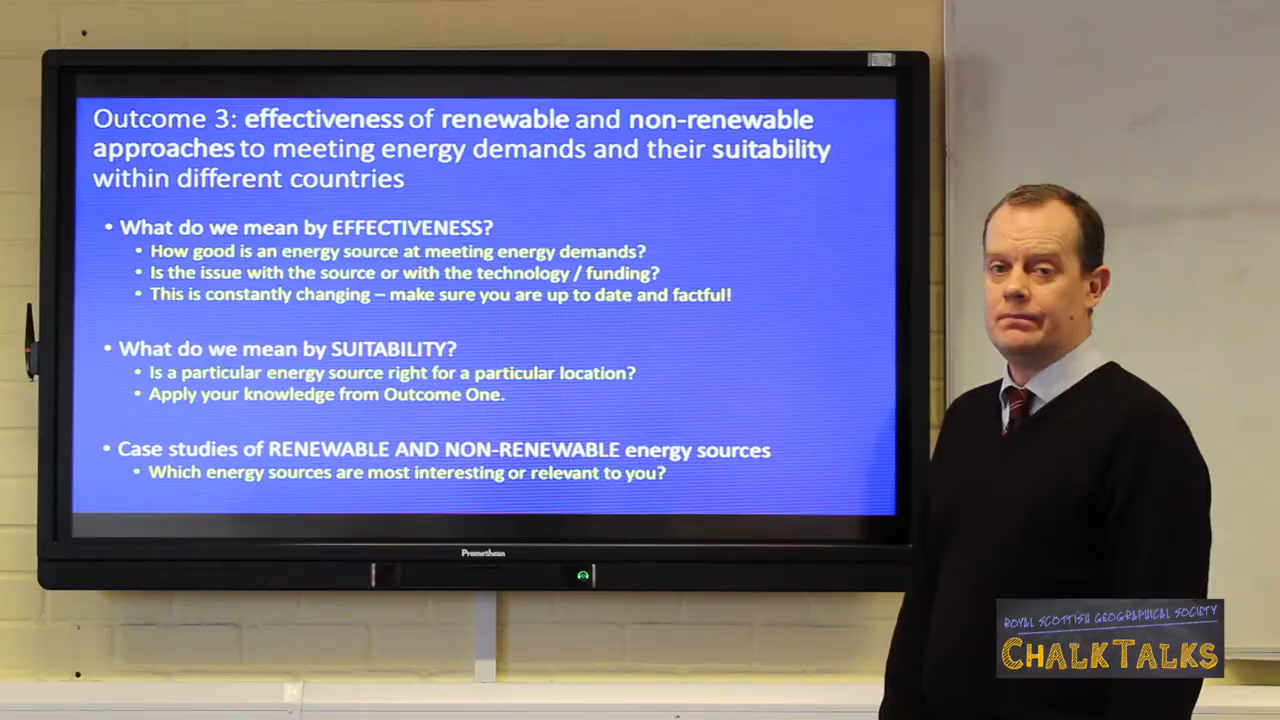 Outcome 3: effectiveness of renewable and non-renewable
approaches to meeting energy demands and their suitability
within different countries
• What do we mean by EFFECTIVENESS?
• How good is an energy source at meeting energy demands?
• Is the issue with the source or with the technology / funding?
• This is constantly changing – make sure you are up to date and factful!
• What do we mean by SUITABILITY?
• Is a particular energy source right for a particular location?
• Apply your knowledge from Outcome One.
• Case studies of RENEWABLE AND NON-RENEWABLE energy sources
• Which energy sources are most interesting or relevant to you?
Promethean
ROYAL SCOTTISH GEOGRAPHICAL SOCIETY
CHALKTALKS